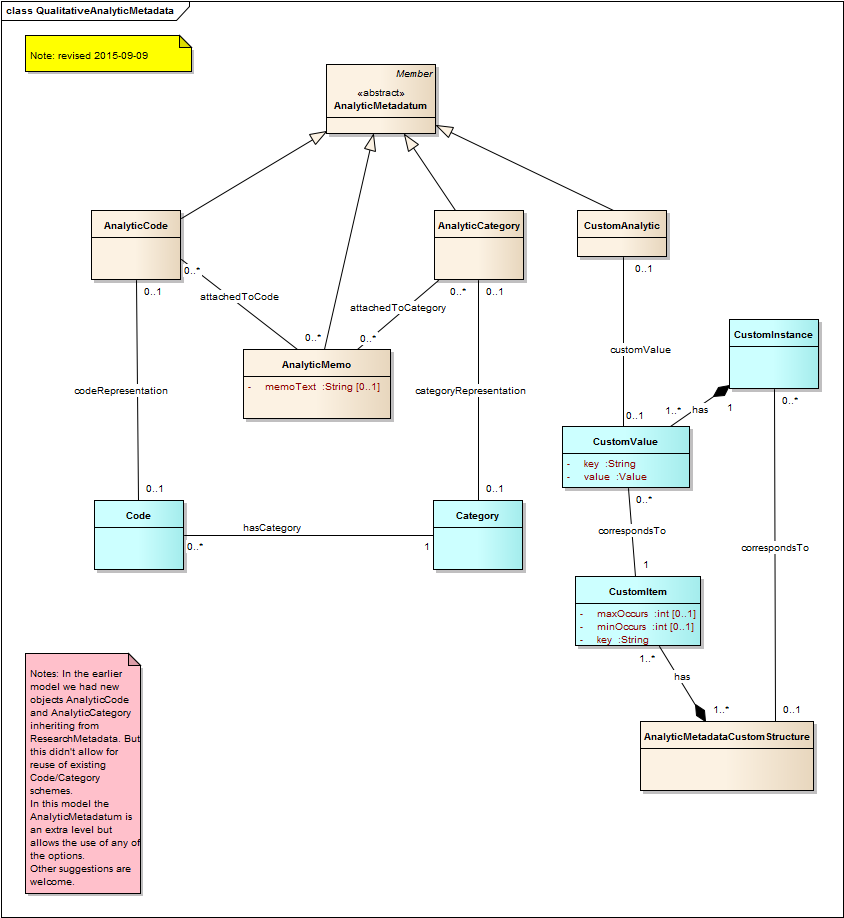 class QualitativeAnalyticMetadata
Note: revised 2015-09-09
Member
«abstract»
AnalyticMetadatum
AnalyticCode
AnalyticCategory
CustomAnalytic
0..*
0..1
0..*
0..1
0..1
attachedToCode
attachedToCategory
0..*
0..*
AnalyticMemo
- memoText :String [0..1]
customValue
CustomInstance
codeRepresentation
categoryRepresentation
0..1
1..*
has
1
0..*
CustomValue
- key :String
- value :Value
0..1
0..1
0..*
Code
Category
hasCategory
0..*
1
correspondsTo
correspondsTo
1
CustomItem
- maxOccurs :int [0..1]
- minOccurs :int [0..1]
- key :String
1..*
has
1..*
0..1
AnalyticMetadataCustomStructure
Notes: In the earlier
model we had new
objects AnalyticCode
and AnalyticCategory
inheriting from
ResearchMetadata. But
this didn't allow for
reuse of existing
Code/Category
schemes.
In this model the
AnalyticMetadatum is
an extra level but
allows the use of any of
the options.
Other suggestions are
welcome.